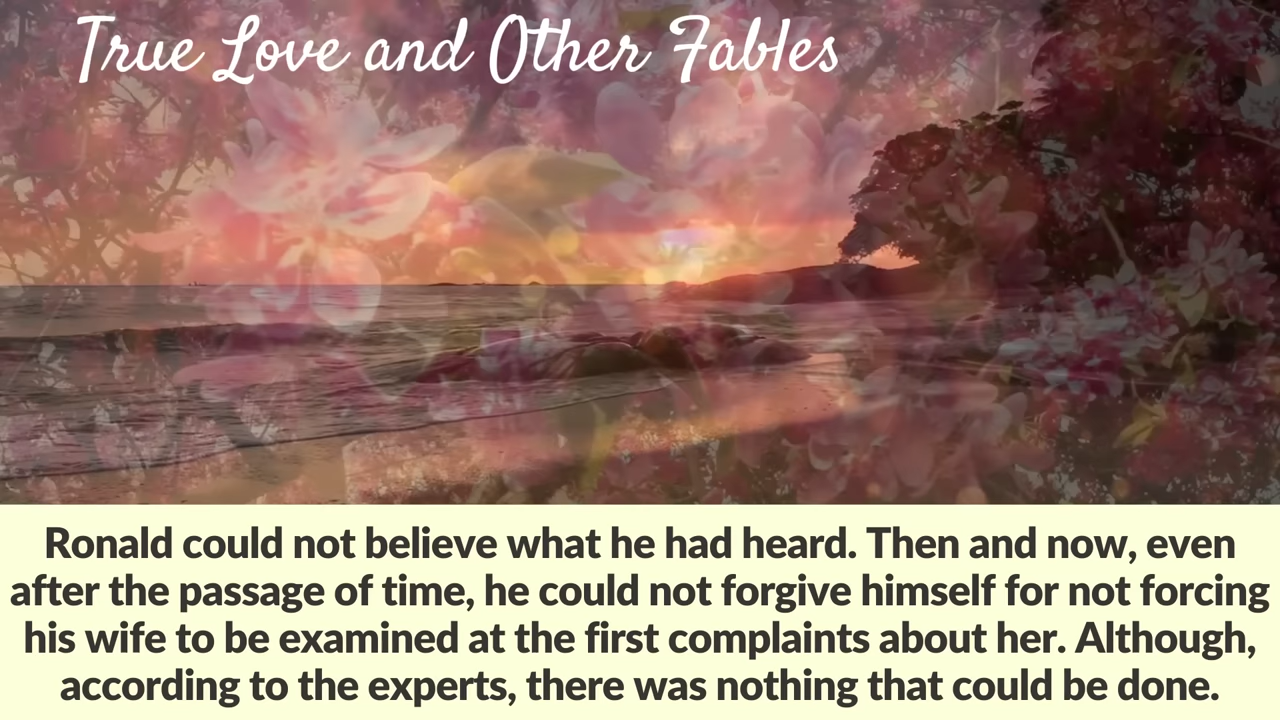 True Love and Other Fables
Ronald could not believe what he had heard. Then and now, even
after the passage of time, he could not forgive himself for not forcing
his wife to be examined at the first complaints about her. Although,
according to the experts, there was nothing that could be done.